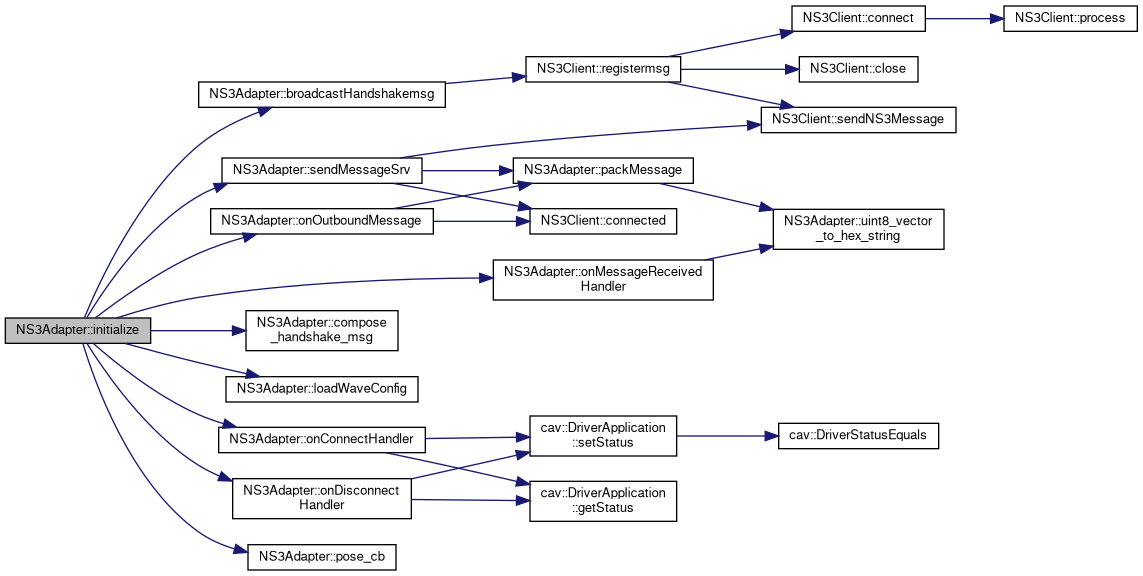 NS3Client::connect
NS3Client::process
NS3Client::registermsg
NS3Client::close
NS3Adapter::broadcastHandshakemsg
NS3Client::sendNS3Message
NS3Adapter::sendMessageSrv
NS3Adapter::packMessage
NS3Adapter::onOutboundMessage
NS3Client::connected
NS3Adapter::uint8_vector
_to_hex_string
NS3Adapter::onMessageReceived
Handler
NS3Adapter::initialize
NS3Adapter::compose
_handshake_msg
NS3Adapter::loadWaveConfig
NS3Adapter::onConnectHandler
cav::DriverApplication
::setStatus
cav::DriverStatusEquals
NS3Adapter::onDisconnect
Handler
cav::DriverApplication
::getStatus
NS3Adapter::pose_cb